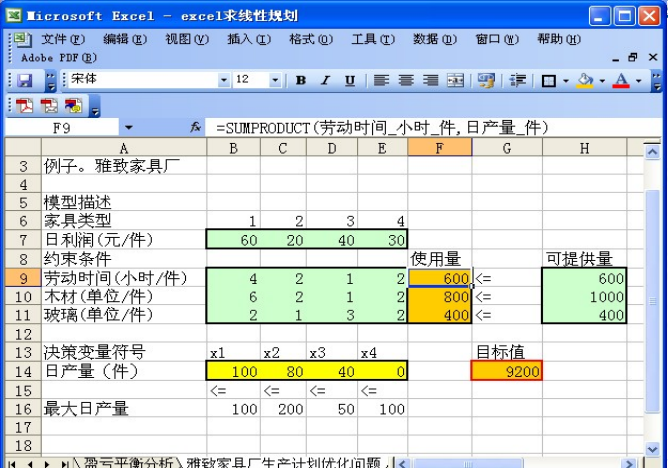 Microsoft Excel - excel求线性规划
文件(F) 编辑(E) 视图(V) 插入(I) 格式(O) 工具(T) 数据(D) 窗口(W) 帮助(H)
Adobe PDF(B)
宋体 12 B I U A
F9 fx =SUMPRODUCT(劳动时间_小时_件,日产量_件)
A B C D E F G H
3 例子。雅致家具厂
4
5 模型描述
6 家具类型 1 2 3 4
7 日利润(元/件) 60 20 40 30
8 约束条件 使用量 可提供量
9 劳动时间(小时/件) 4 2 1 2 600 <= 600
10 木材(单位/件) 6 2 1 2 800 <= 1000
11 玻璃(单位/件) 2 1 3 2 400 <= 400
12
13 决策变量符号 x1 x2 x3 x4 目标值
14 日产量（件） 100 80 40 0 9200
15 <= <= <= <=
16 最大日产量 100 200 50 100
17
18
盈亏平衡分析 雅致家具厂生产计划优化问题